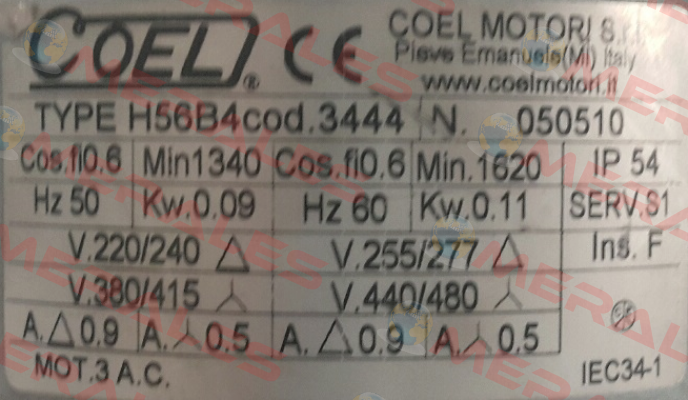 COEL® CE COEL MOTORI S.r.l.
Pieve Emanuele(Mi) Italy
www.coelmotori.it
TYPE H56B4cod.3444 N. 050510
Cos.fi0.6 Min1340 Cos.fi0.6 Min.1620 IP 54
Hz 50 Kw.0.09 Hz 60 Kw.0.11 SERV.S1
V.220/240 △ V.255/277 △ Ins. F
V.380/415 ⅄ V.440/480 ⅄
A.△0.9 A.⅄0.5 A.△0.9 A.⅄0.5
MOT.3 A.C. IEC34-1
MERALES